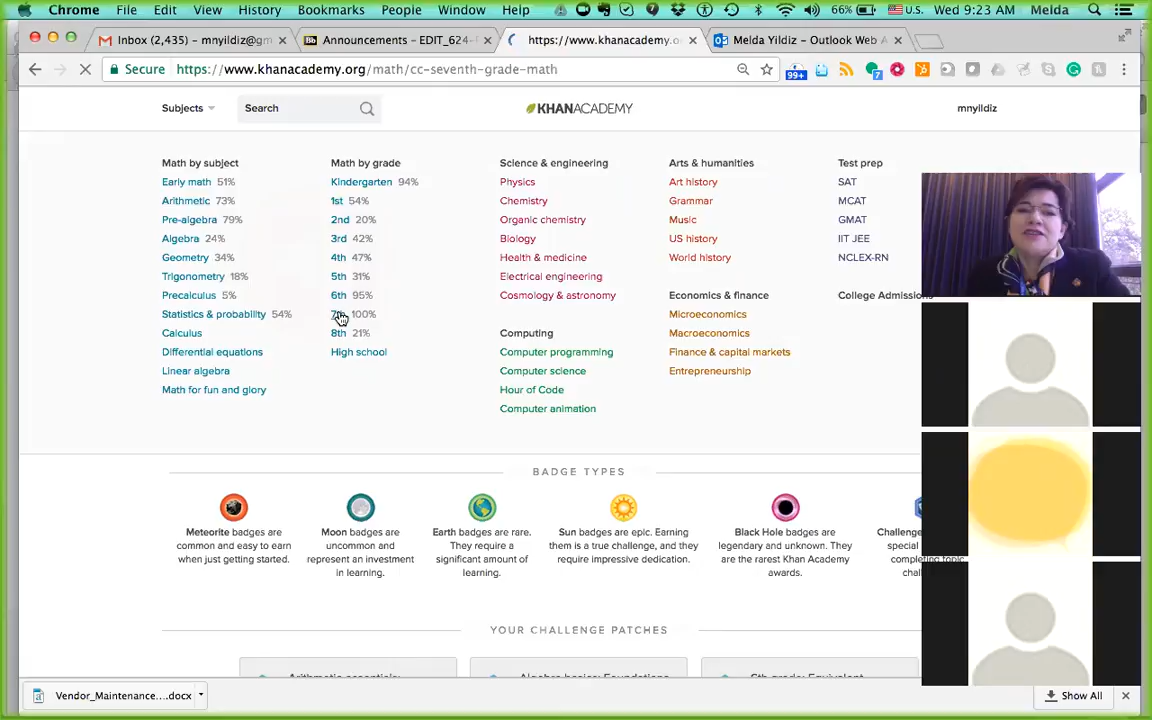 Chrome File Edit View History Bookmarks People Window Help 66% U.S. Wed 9:23 AM Melda
Inbox (2,435) - mnyildiz@gm
Announcements – EDIT_624-
https://www.khanacademy.o
Melda Yildiz – Outlook Web A
Secure https://www.khanacademy.org/math/cc-seventh-grade-math
99+
7
Subjects
Search
KHANACADEMY
mnyildiz
Math by subject
Early math 51%
Arithmetic 73%
Pre-algebra 79%
Algebra 24%
Geometry 34%
Trigonometry 18%
Precalculus 5%
Statistics & probability 54%
Calculus
Differential equations
Linear algebra
Math for fun and glory
Math by grade
Kindergarten 94%
1st 54%
2nd 20%
3rd 42%
4th 47%
5th 31%
6th 95%
7th 100%
8th 21%
High school
Science & engineering
Physics
Chemistry
Organic chemistry
Biology
Health & medicine
Electrical engineering
Cosmology & astronomy
Computing
Computer programming
Computer science
Hour of Code
Computer animation
Arts & humanities
Art history
Grammar
Music
US history
World history
Economics & finance
Microeconomics
Macroeconomics
Finance & capital markets
Entrepreneurship
Test prep
SAT
MCAT
GMAT
IIT JEE
NCLEX-RN
College Admissions
BADGE TYPES
Meteorite badges are
common and easy to earn
when just getting started.
Moon badges are
uncommon and
represent an investment
in learning.
Earth badges are rare.
They require a
significant amount of
learning.
Sun badges are epic. Earning
them is a true challenge, and they
require impressive dedication.
Black Hole badges are
legendary and unknown. They
are the rarest Khan Academy
awards.
Challenge
special
completing topic
YOUR CHALLENGE PATCHES
Vendor_Maintenance....docx
Show All